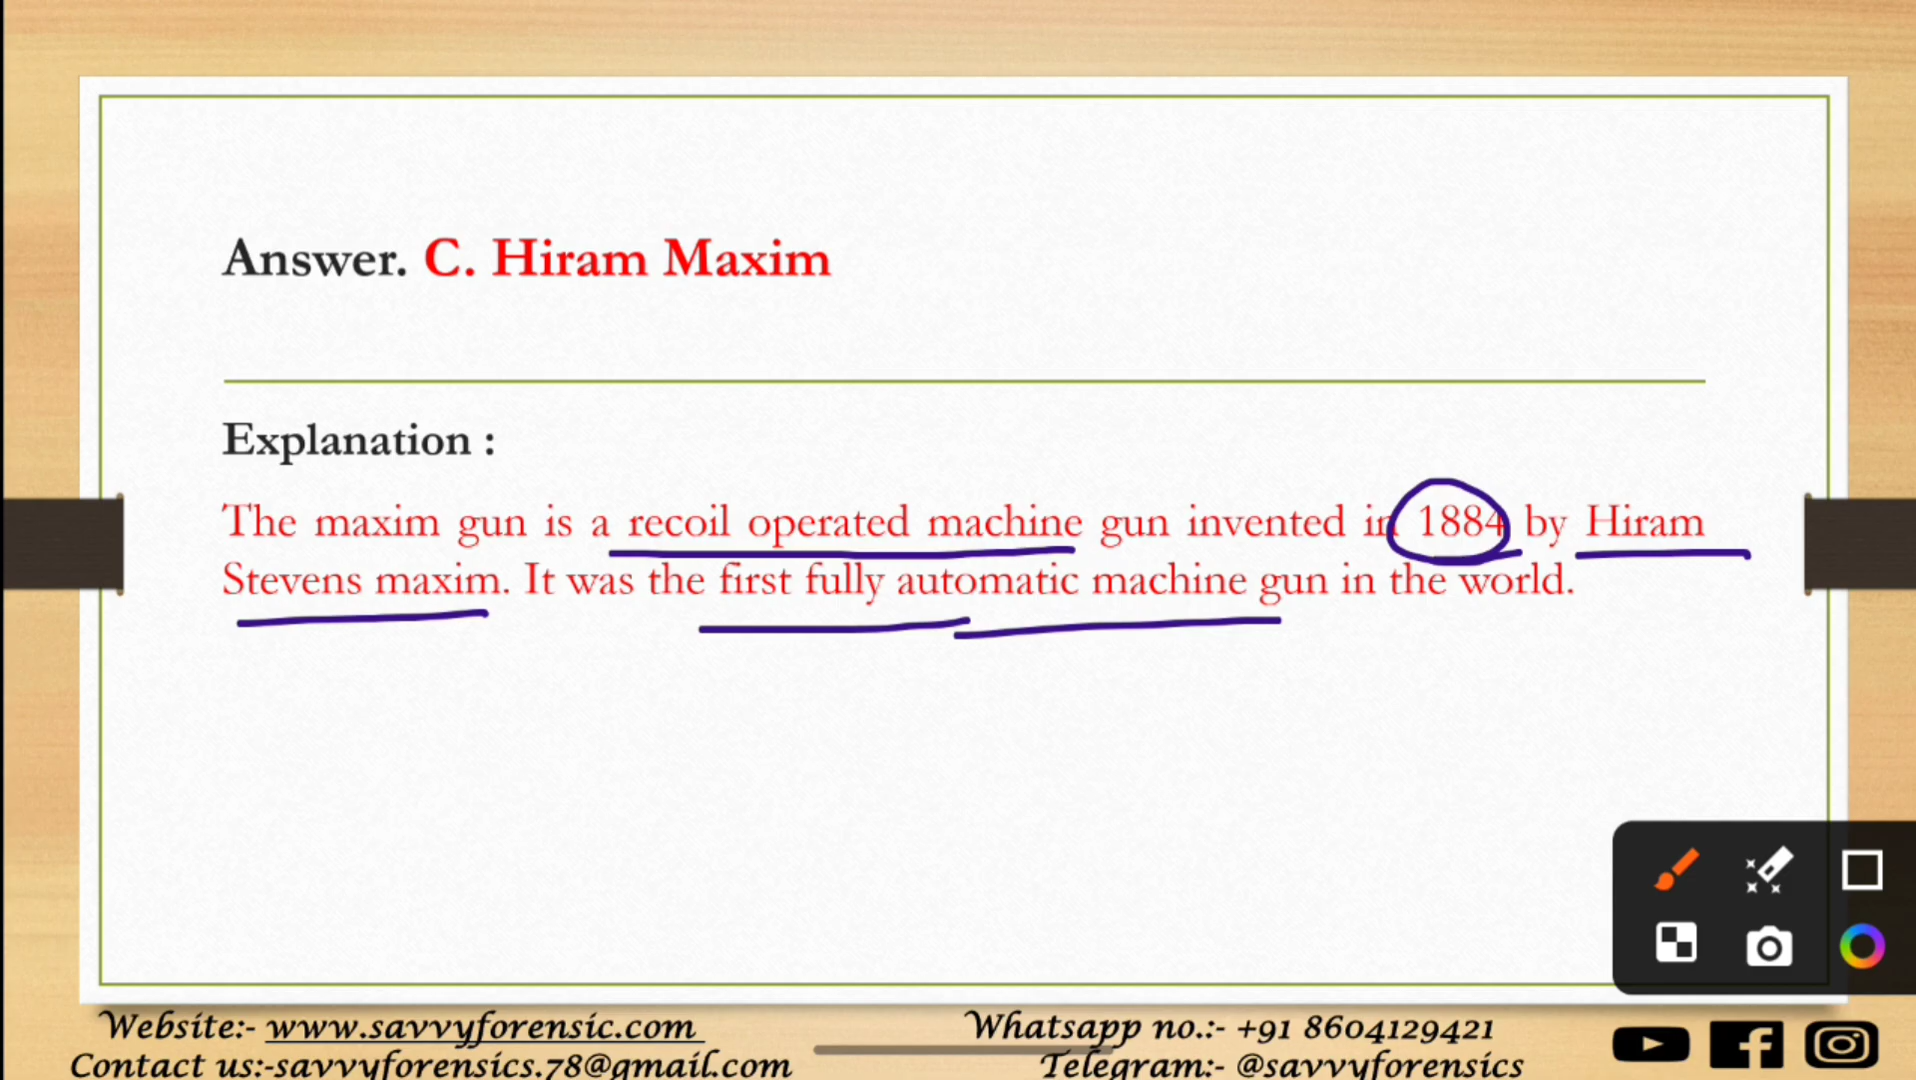 Answer. C. Hiram Maxim
Explanation :
The maxim gun is a recoil operated machine gun invented in 1884 by Hiram
Stevens maxim. It was the first fully automatic machine gun in the world.
Website:- www.savvyforensic.com
Whatsapp no.:- +91 8604129421
Contact us:-savvyforensics.78@gmail.com
Telegram:- @savvyforensics